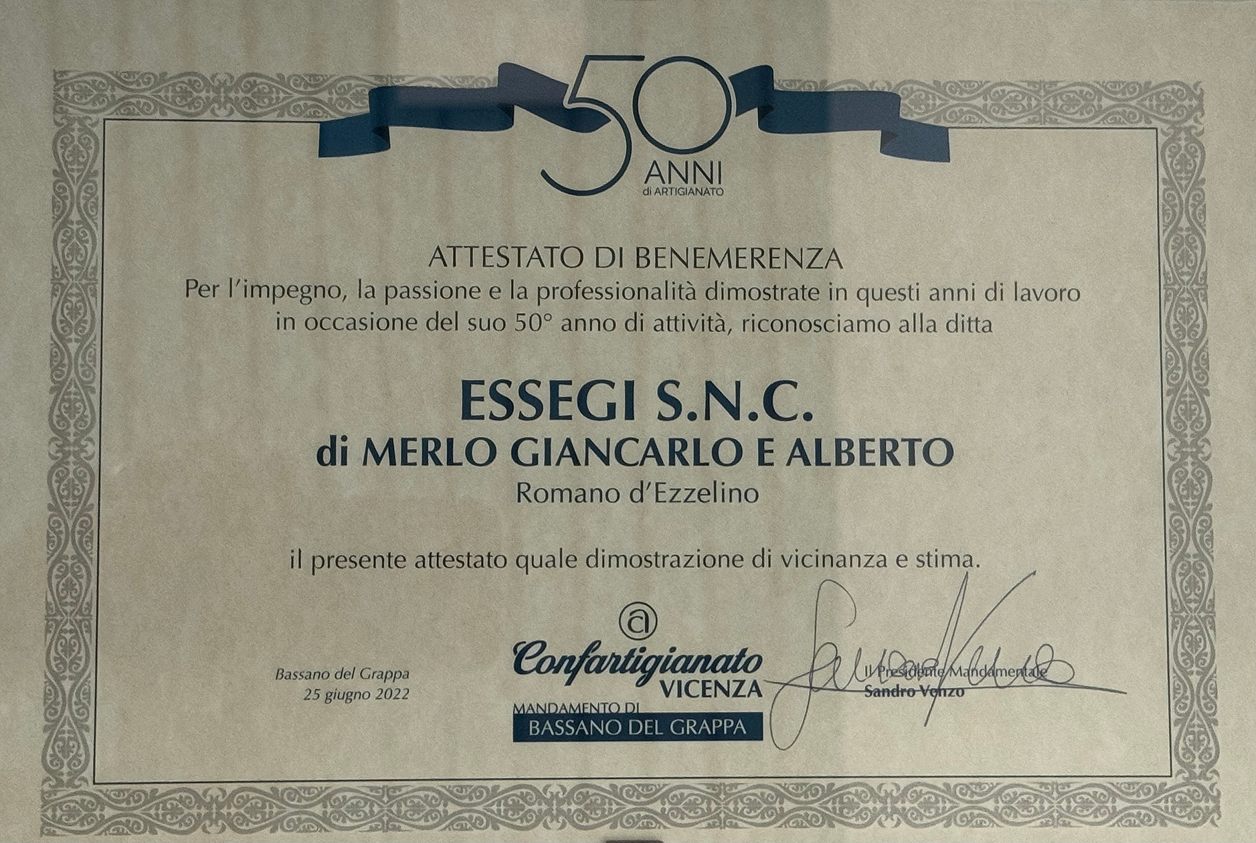 50
ANNI
di ARTIGIANATO
ATTESTATO DI BENEMERENZA
Per l'impegno, la passione e la professionalità dimostrate in questi anni di lavoro
in occasione del suo 50° anno di attività, riconosciamo alla ditta
ESSEGI S.N.C.
di MERLO GIANCARLO E ALBERTO
Romano d'Ezzelino
il presente attestato quale dimostrazione di vicinanza e stima.
Bassano del Grappa
25 giugno 2022
a
Confartigianato
VICENZA
MANDAMENTO DI
BASSANO DEL GRAPPA
Il Presidente Mandamentale
Sandro Venzo